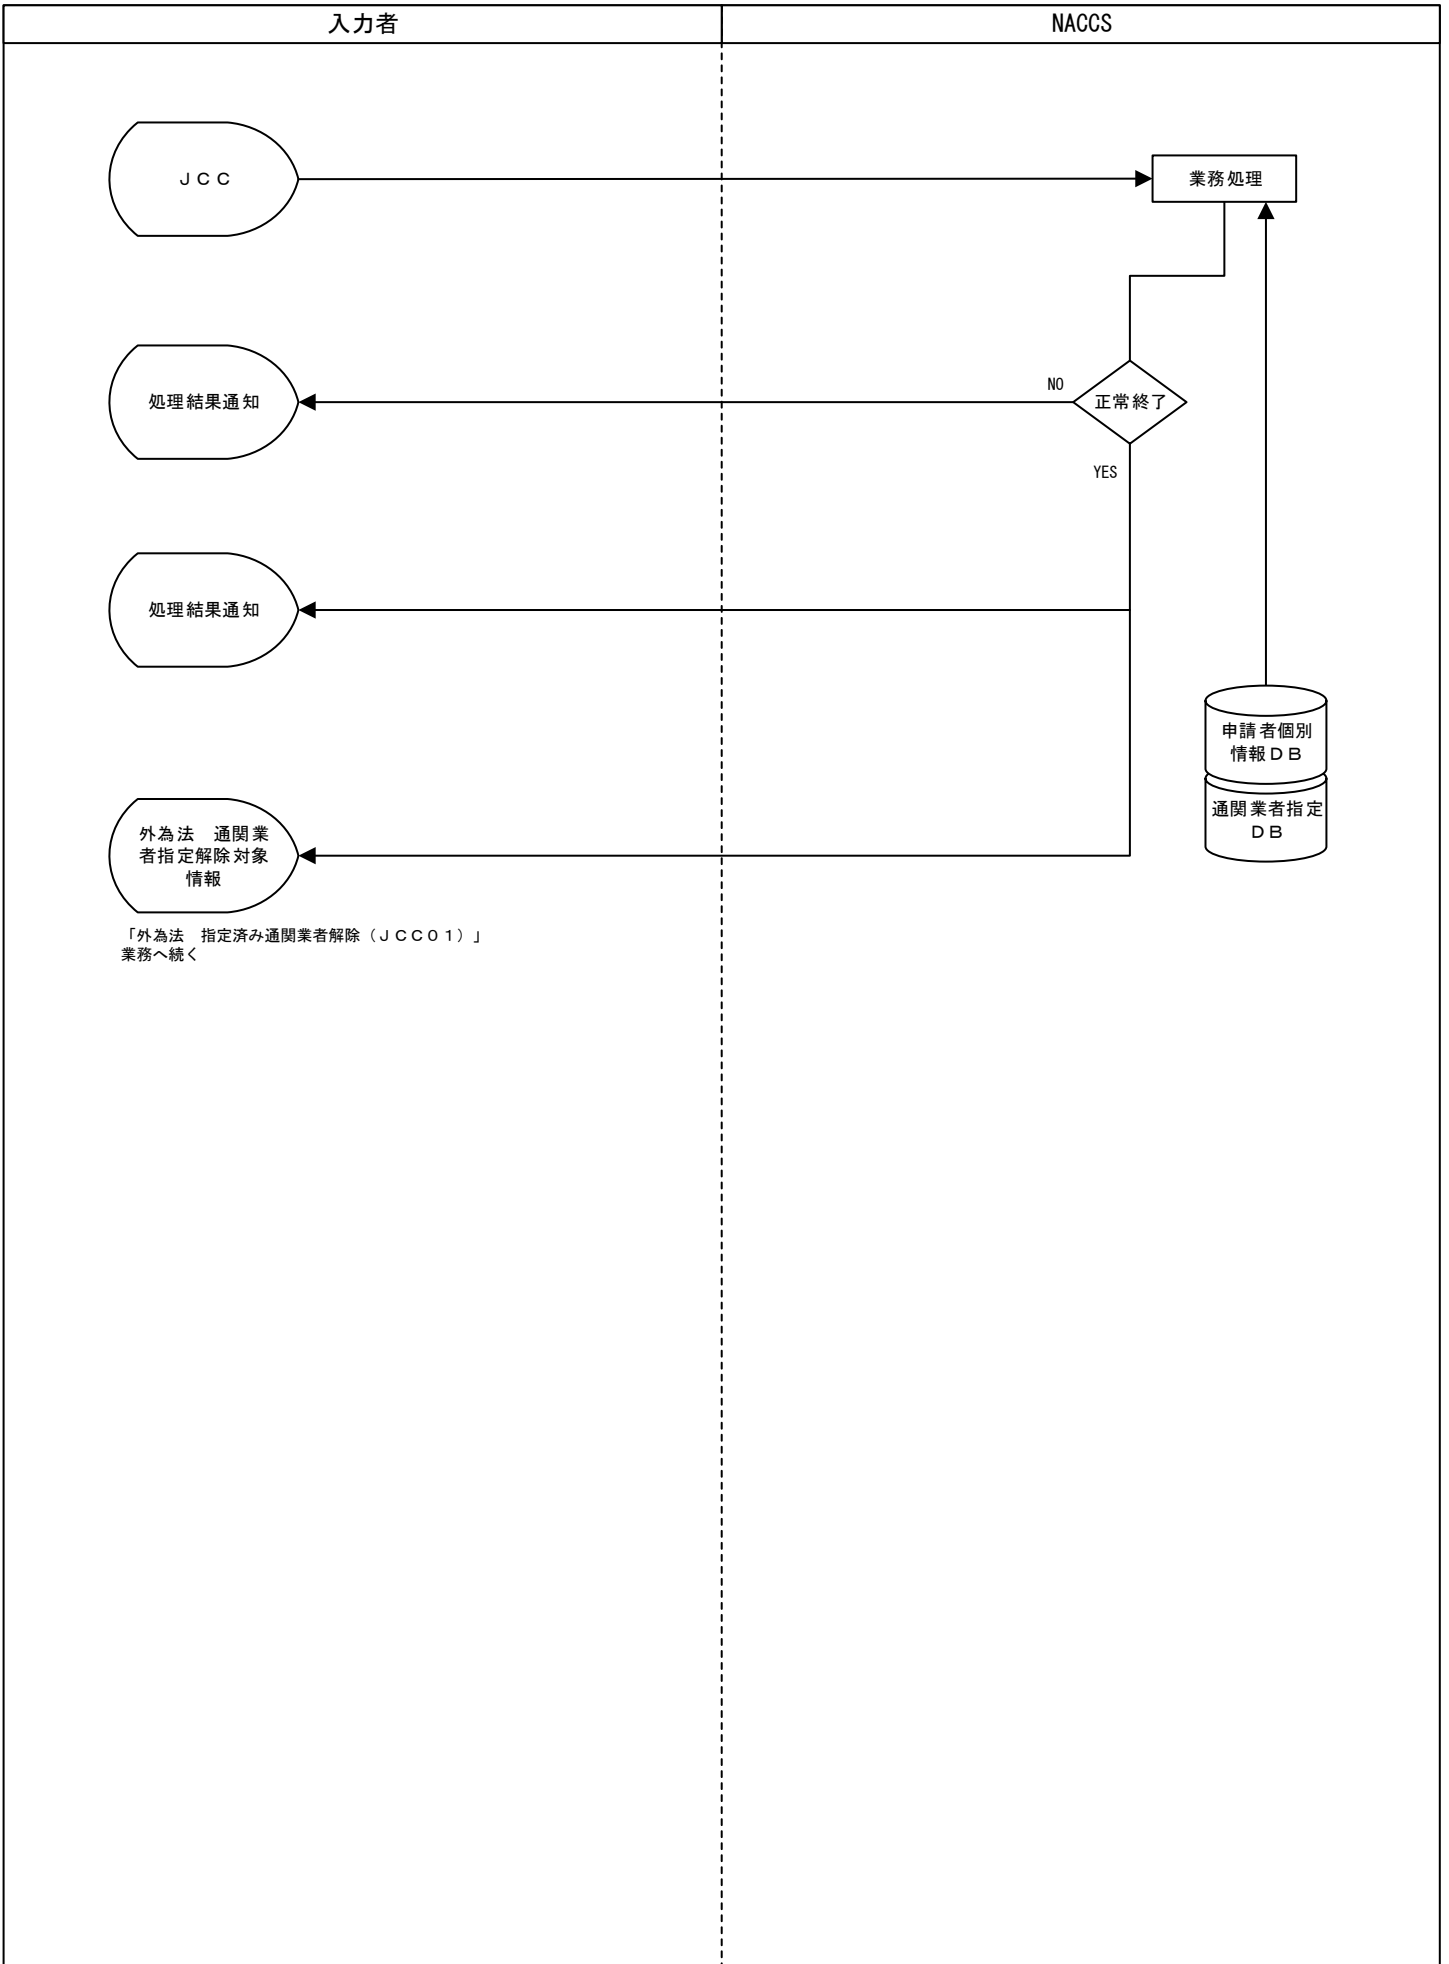 入力者
NACCS
ＪＣＣ
業務処理
処理結果通知
NO
正常終了
YES
処理結果通知
申請者個別
情報ＤＢ
通関業者指定
ＤＢ
外為法　通関業
者指定解除対象
情報
「外為法　指定済み通関業者解除（ＪＣＣ０１）」
業務へ続く